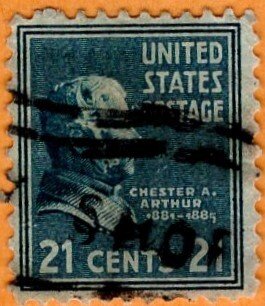 UNITED
STATES
POSTAGE
CHESTER A.
ARTHUR
1881-1885
21 CENTS 21